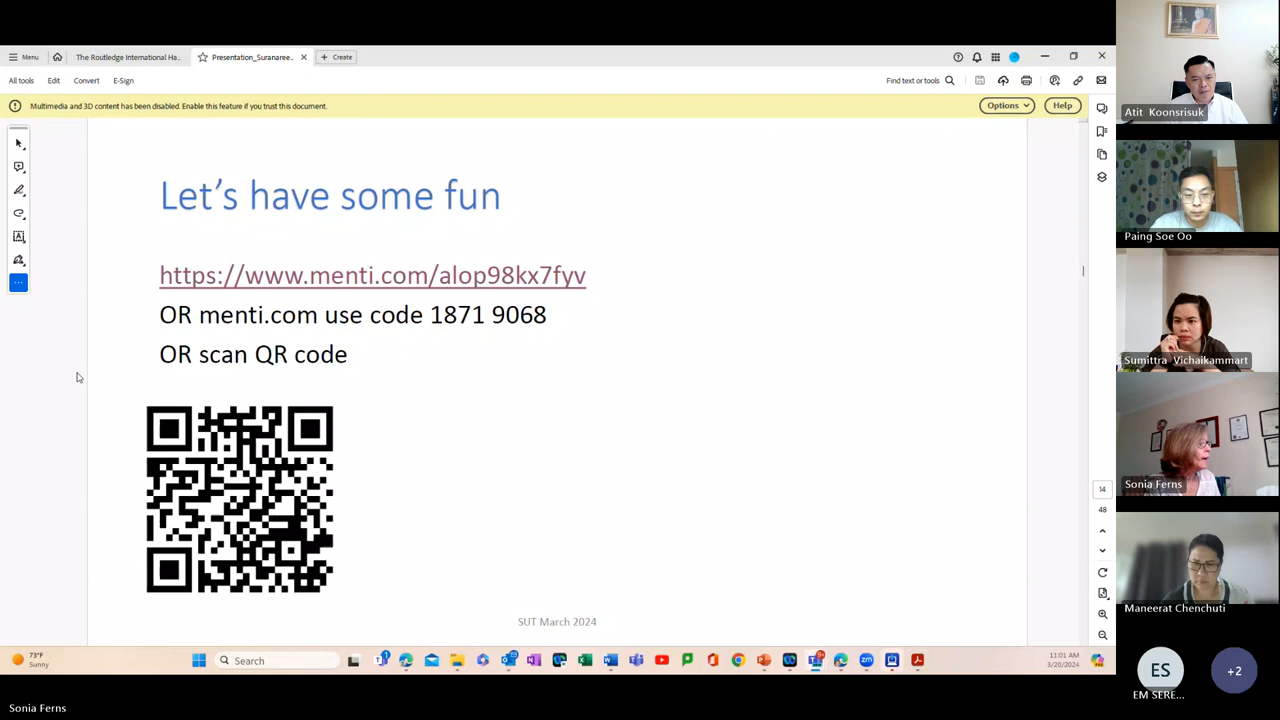 Menu
The Routledge International Ha...
Presentation_Suranaree...
Create
All tools
Edit
Convert
E-Sign
Find text or tools
Multimedia and 3D content has been disabled. Enable this feature if you trust this document.
Options
Help
Let's have some fun
https://www.menti.com/alop98kx7fyv
OR menti.com use code 1871 9068
OR scan QR code
SUT March 2024
14
48
73°F
Sunny
Search
11:01 AM
3/20/2024
Atit Koonsrisuk
Paing Soe Oo
Sumittra Vichaikammart
Sonia Ferns
Maneerat Chenchuti
ES
EM SERE...
+2
Sonia Ferns